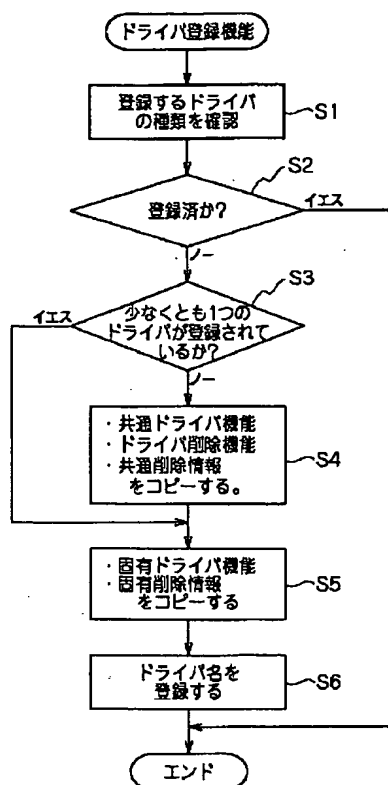 ドライバ登録機能
登録するドライバ
の種類を確認
S1
S2
登録済か?
イエス
ノー
S3
イエス
少なくとも1つの
ドライバが登録されて
いるか?
ノー
・共通ドライバ機能
・ドライバ削除機能
・共通削除情報
をコピーする。
S4
・固有ドライバ機能
・固有削除情報
をコピーする
S5
ドライバ名を
登録する
S6
エンド